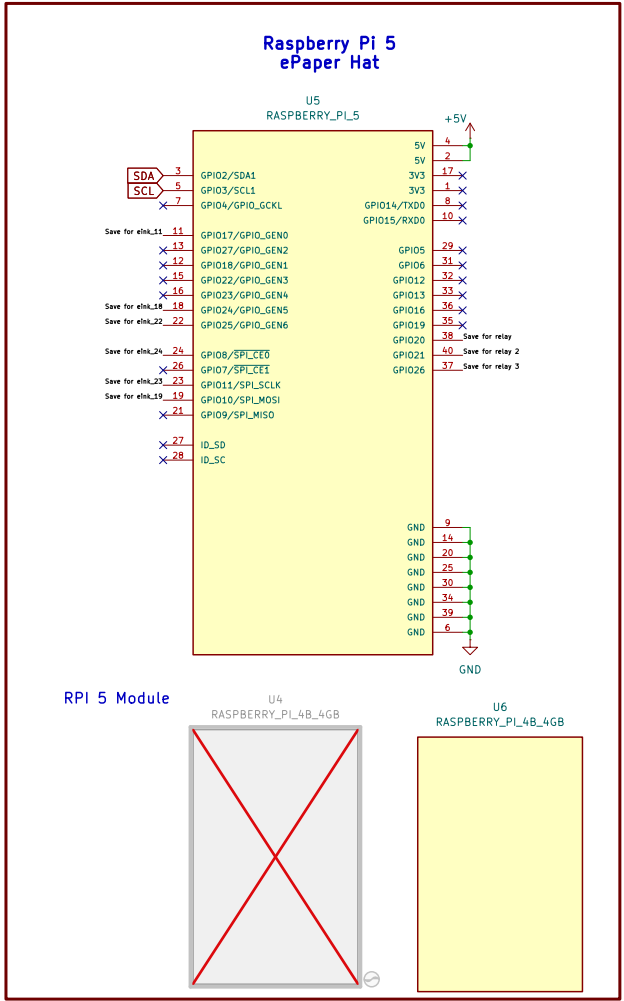 Raspberry Pi 5
ePaper Hat
U5
RASPBERRY_PI_5
+5V
5V 4
5V 2
SDA 3 GPIO2/SDA1 3V3 17
SCL 5 GPIO3/SCL1 3V3 1
7 GPIO4/GPIO_GCKL GPIO14/TXD0 8
GPIO15/RXD0 10
Save for eink_11 11 GPIO17/GPIO_GEN0
13 GPIO27/GPIO_GEN2 GPIO5 29
12 GPIO18/GPIO_GEN1 GPIO6 31
15 GPIO22/GPIO_GEN3 GPIO12 32
16 GPIO23/GPIO_GEN4 GPIO13 33
Save for eink_18 18 GPIO24/GPIO_GEN5 GPIO16 36
Save for eink_22 22 GPIO25/GPIO_GEN6 GPIO19 35
GPIO20 38 Save for relay
Save for eink_24 24 GPIO8/SPI_CE0 GPIO21 40 Save for relay 2
26 GPIO7/SPI_CE1 GPIO26 37 Save for relay 3
Save for eink_23 23 GPIO11/SPI_SCLK
Save for eink_19 19 GPIO10/SPI_MOSI
21 GPIO9/SPI_MISO
27 ID_SD
28 ID_SC
GND 9
GND 14
GND 20
GND 25
GND 30
GND 34
GND 39
GND 6
GND
RPI 5 Module
U4
RASPBERRY_PI_4B_4GB
U6
RASPBERRY_PI_4B_4GB